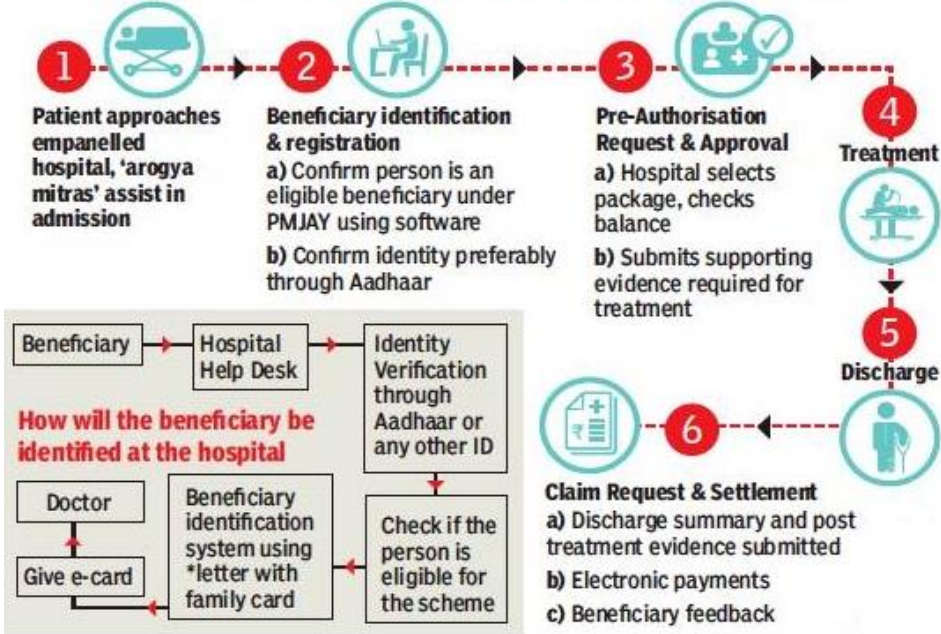 1
Patient approaches
empanelled
hospital, ‘arogya
mitras’ assist in
admission
2
Beneficiary identification
& registration
a) Confirm person is an
eligible beneficiary under
PMJAY using software
b) Confirm identity preferably
through Aadhaar
3
Pre-Authorisation
Request & Approval
a) Hospital selects
package, checks
balance
b) Submits supporting
evidence required for
treatment
4
Treatment
5
Discharge
6
₹
Claim Request & Settlement
a) Discharge summary and post
treatment evidence submitted
b) Electronic payments
c) Beneficiary feedback
How will the beneficiary be
identified at the hospital
Beneficiary
Hospital
Help Desk
Identity
Verification
through
Aadhaar or
any other ID
Check if the
person is
eligible for
the scheme
Beneficiary
identification
system using
*letter with
family card
Give e-card
Doctor